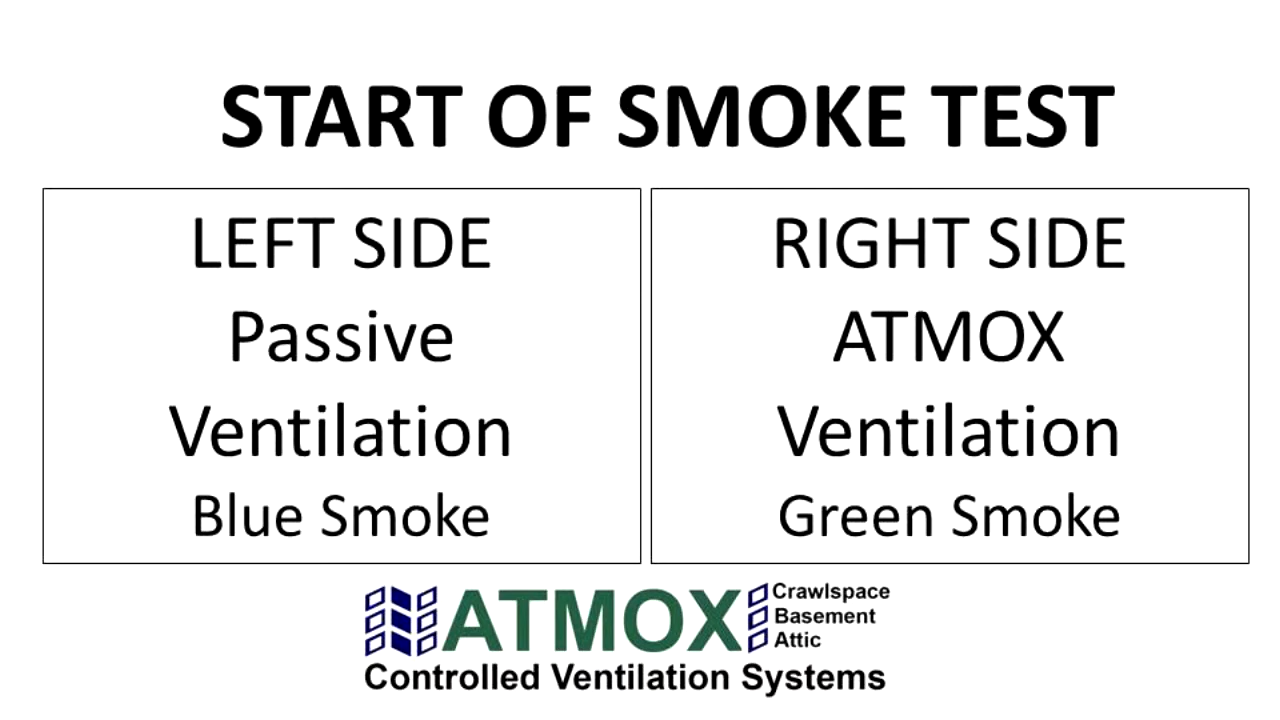 START OF SMOKE TEST
LEFT SIDE
Passive
Ventilation
Blue Smoke
RIGHT SIDE
ATMOX
Ventilation
Green Smoke
ATMOX
Crawlspace
Basement
Attic
Controlled Ventilation Systems